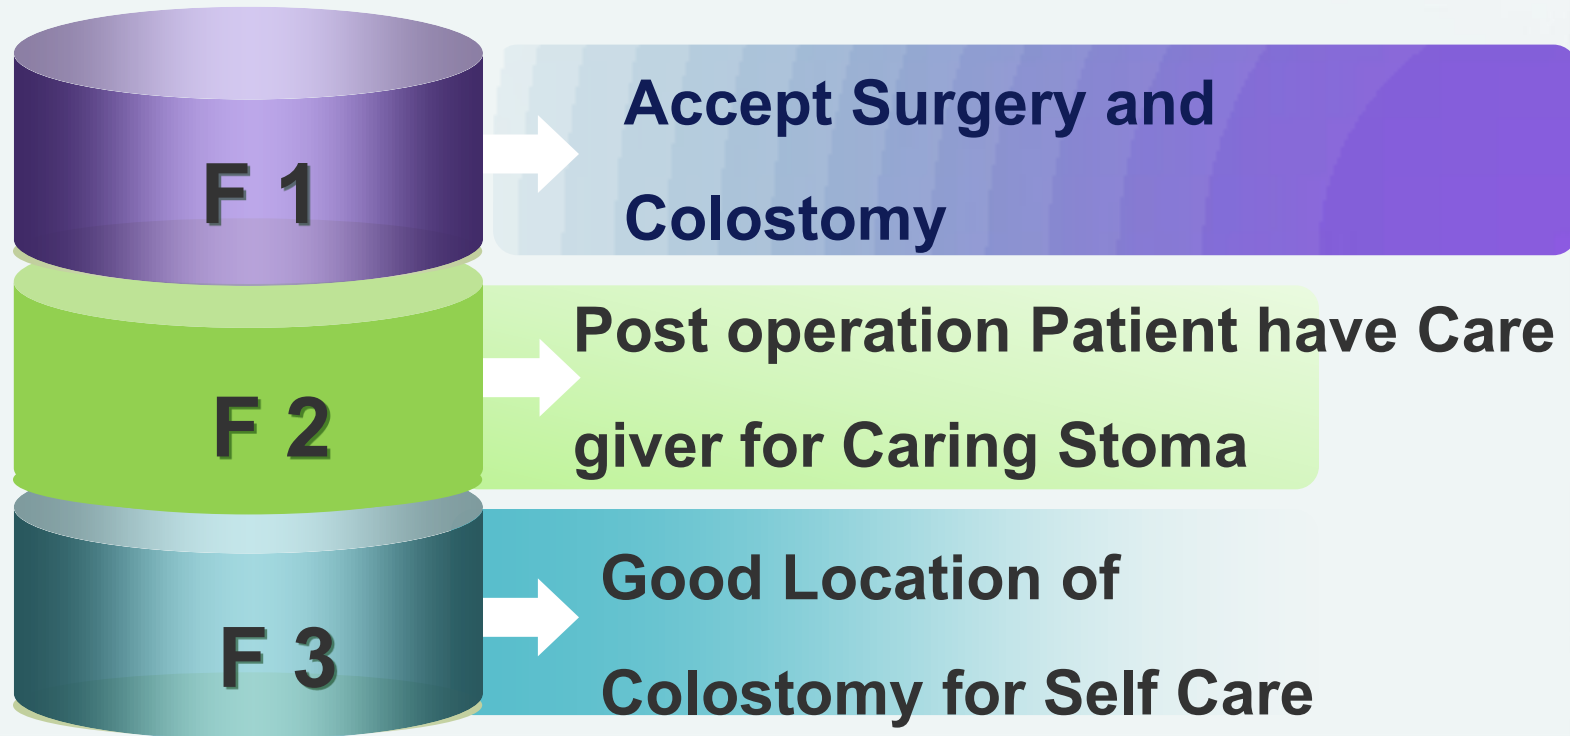 F 1
Accept Surgery and
Colostomy
F 2
Post operation Patient have Care
giver for Caring Stoma
F 3
Good Location of
Colostomy for Self Care